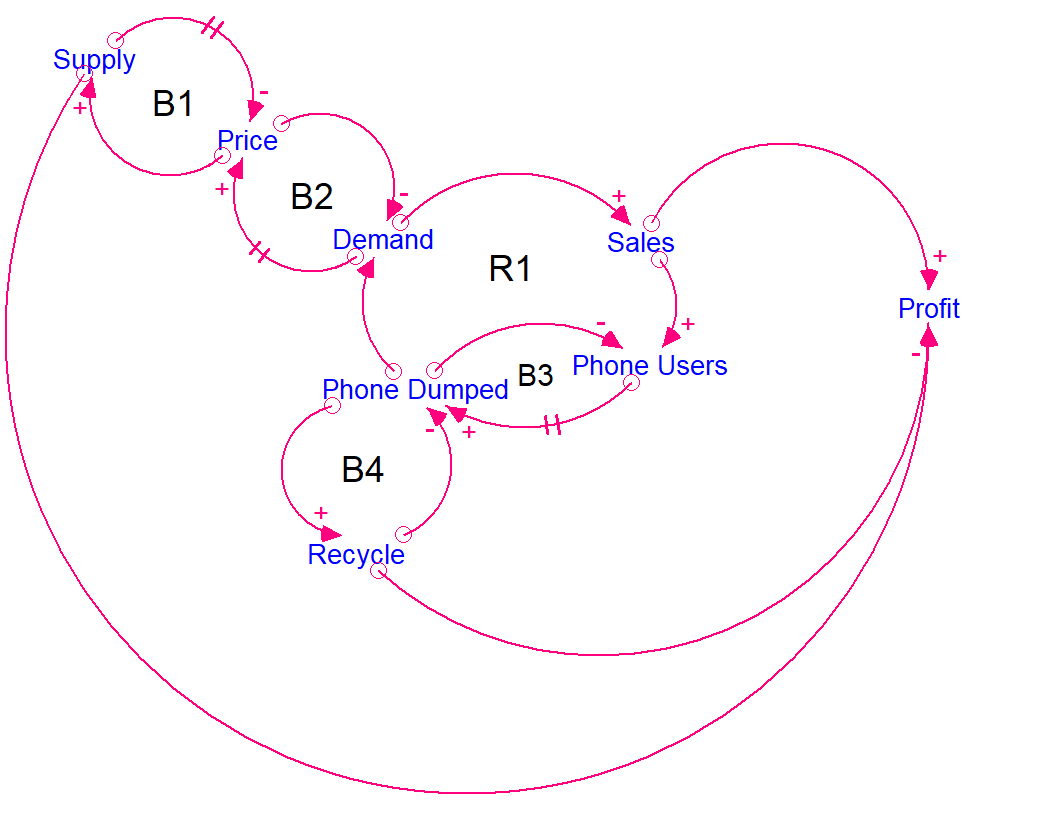 Supply
-
+
B1
Price
+
B2
-
Demand
+
Sales
R1
+
Profit
-
+
-
Phone Users
B3
Phone Dumped
-
+
B4
+
Recycle